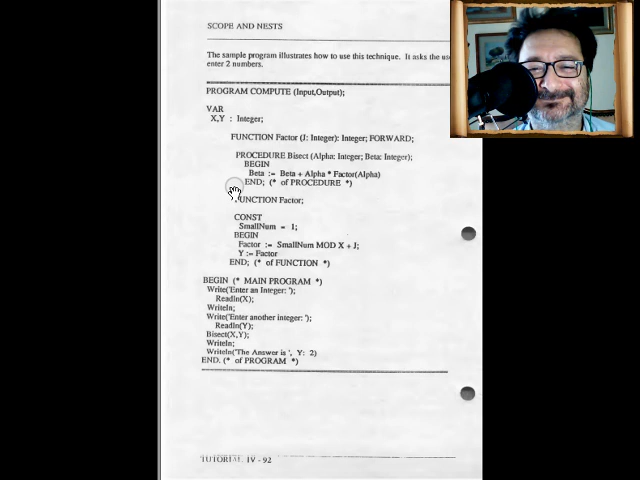 SCOPE AND NESTS
The sample program illustrates how to use this technique. It asks the
enter 2 numbers.
PROGRAM COMPUTE (Input,Output);
VAR
X,Y : Integer;
FUNCTION Factor (J: Integer): Integer; FORWARD;
PROCEDURE Bisect (Alpha: Integer; Beta: Integer);
BEGIN
Beta := Beta + Alpha * Factor(Alpha)
END; (* of PROCEDURE *)
FUNCTION Factor;
CONST
SmallNum = 1;
BEGIN
Factor := SmallNum MOD X + J;
Y := Factor
END; (* of FUNCTION *)
BEGIN (* MAIN PROGRAM *)
Write('Enter an Integer: ');
Readln(X);
Writeln;
Write('Enter another integer: ');
Readln(Y);
Bisect(X,Y);
Writeln;
Writeln('The Answer is ', Y: 2)
END. (* of PROGRAM *)
TUTORIAL IV - 92